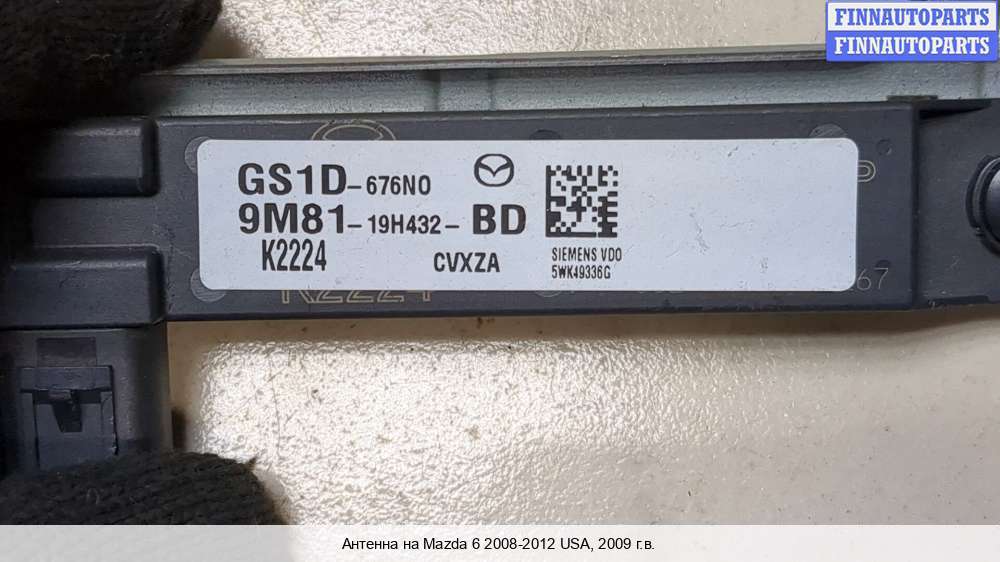 FINNAUTOPARTS
FINNAUTOPARTS
GS1D-676N0
9M81-19H432-BD
K2224 CVXZA
SIEMENS VDO
5WK49336G
K2224
67
Антенна на Mazda 6 2008-2012 USA, 2009 г.в.